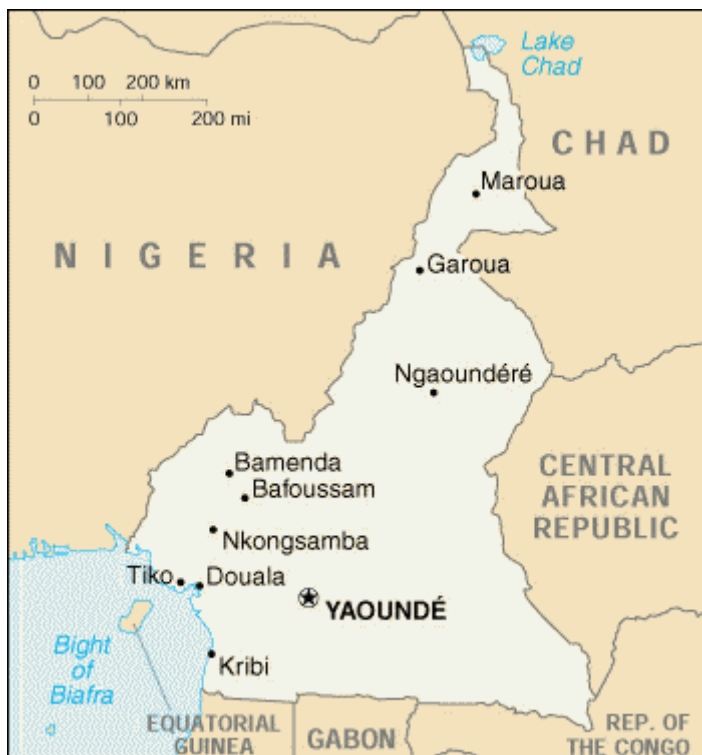 Lake
Chad
0 100 200 km
0 100 200 mi
CHAD
Maroua
NIGERIA
Garoua
Ngaoundéré
Bamenda
Bafoussam
CENTRAL
AFRICAN
REPUBLIC
Nkongsamba
Tiko
Douala
YAOUNDÉ
Bight
of
Biafra
Kribi
EQUATORIAL
GUINEA
GABON
REP. OF
THE CONGO